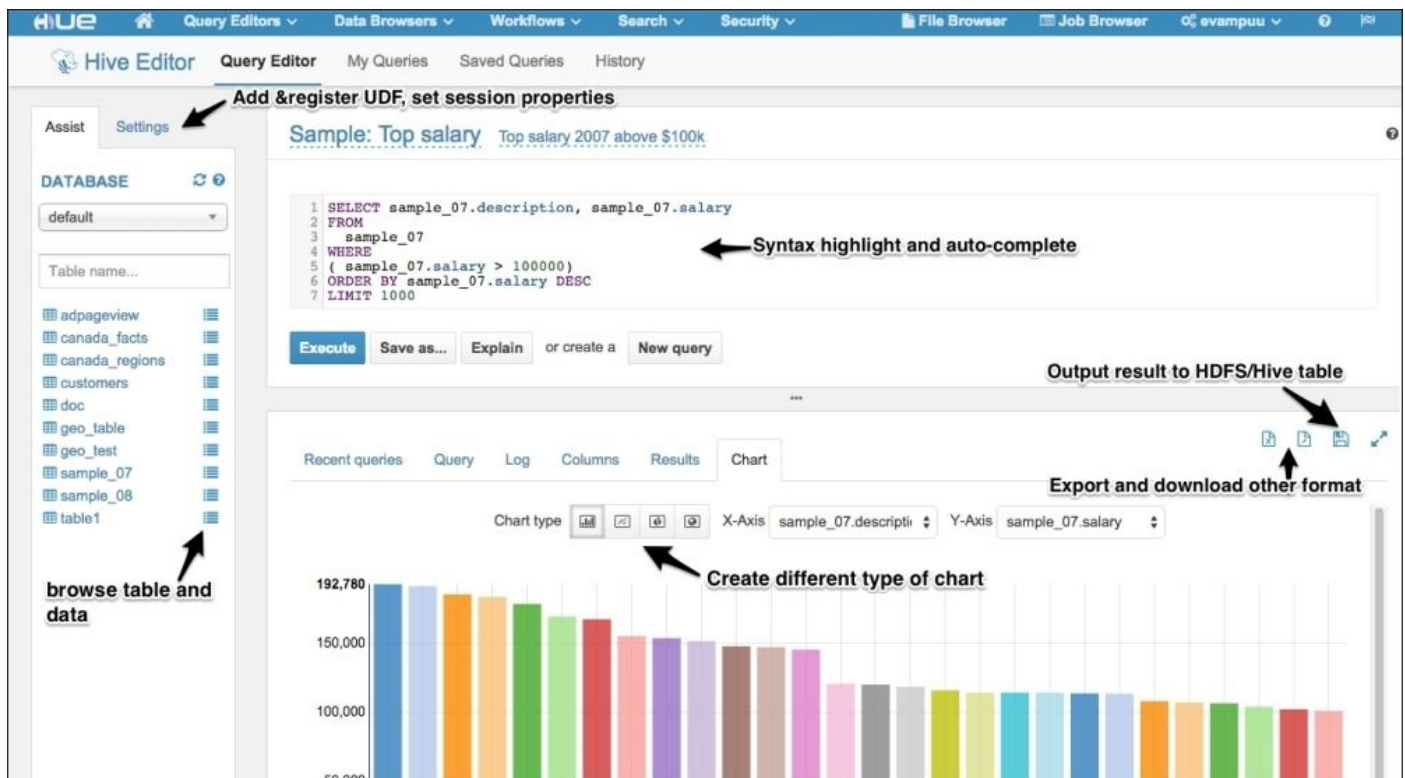 HUE Query Editors Data Browsers Workflows Search Security File Browser Job Browser evampuu
Hive Editor Query Editor My Queries Saved Queries History
Add &register UDF, set session properties
Assist Settings
Sample: Top salary Top salary 2007 above $100k
DATABASE
default
Table name...
1 SELECT sample_07.description, sample_07.salary
2 FROM
3 sample_07
4 WHERE
5 ( sample_07.salary > 100000)
6 ORDER BY sample_07.salary DESC
7 LIMIT 1000
Syntax highlight and auto-complete
adpageview
canada_facts
canada_regions
customers
doc
geo_table
geo_test
sample_07
sample_08
table1
browse table and
data
Execute Save as... Explain or create a New query
Output result to HDFS/Hive table
Recent queries Query Log Columns Results Chart
Export and download other format
Chart type X-Axis sample_07.descripti Y-Axis sample_07.salary
Create different type of chart
192,780
150,000
100,000